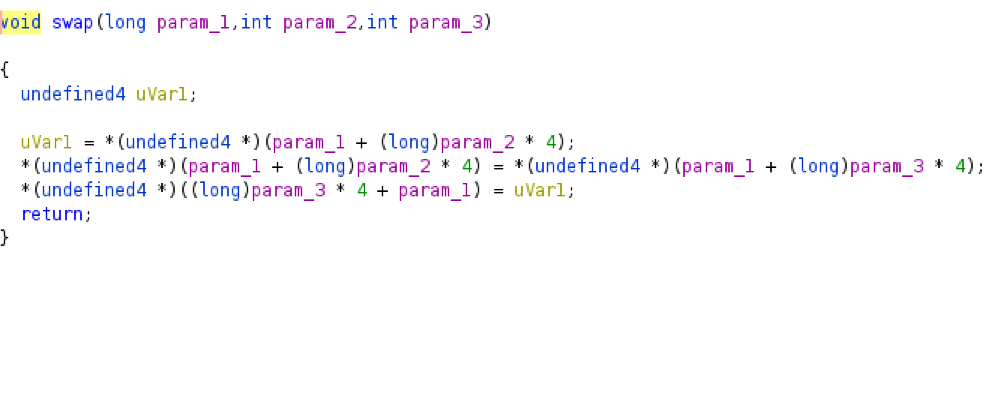 void swap(long param_1,int param_2,int param_3)
{
undefined4 uVar1;
uVar1 = *(undefined4 *)(param_1 + (long)param_2 * 4);
*(undefined4 *)(param_1 + (long)param_2 * 4) = *(undefined4 *)(param_1 + (long)param_3 * 4);
*(undefined4 *)((long)param_3 * 4 + param_1) = uVar1;
return;
}